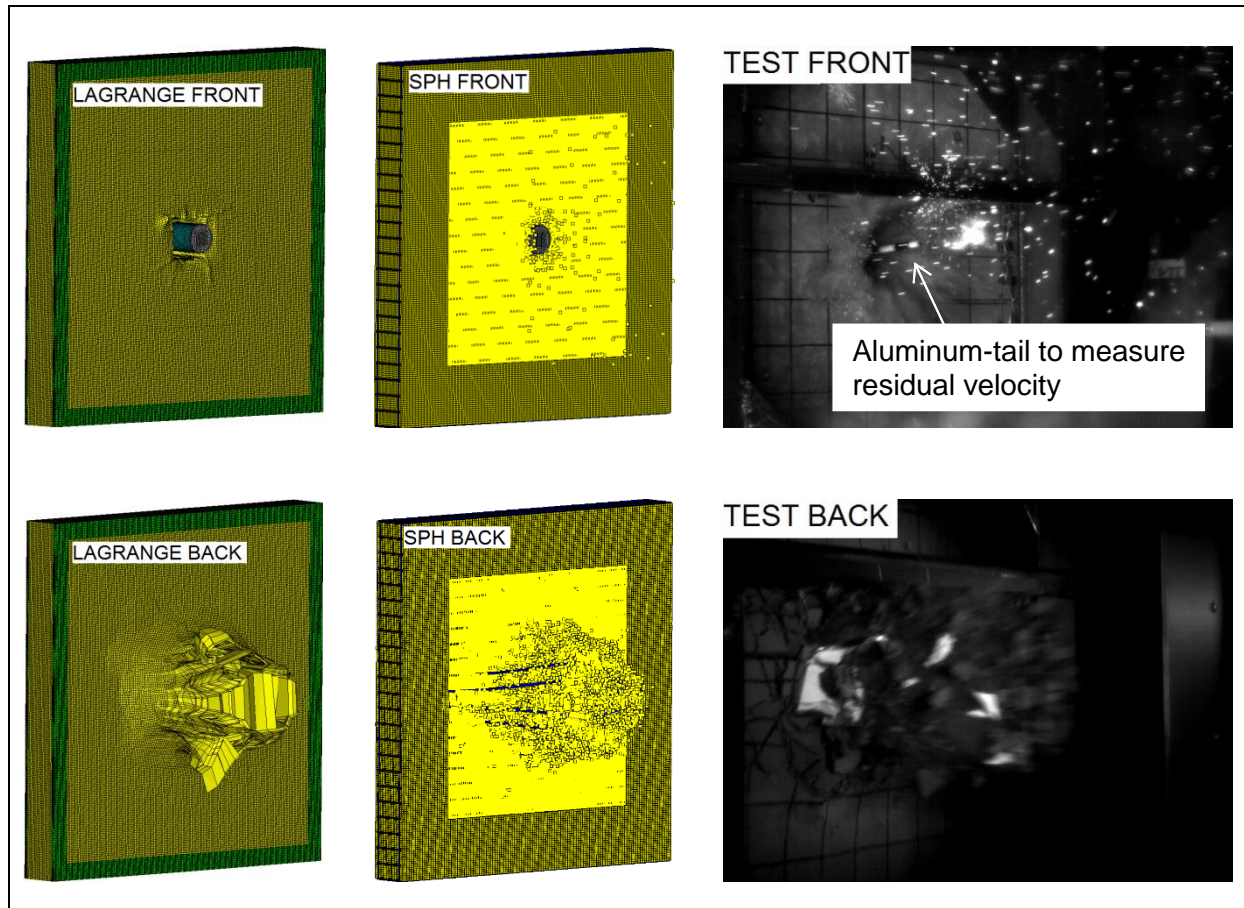 LAGRANGE FRONT
SPH FRONT
TEST FRONT
Aluminum-tail to measure
residual velocity
LAGRANGE BACK
SPH BACK
TEST BACK